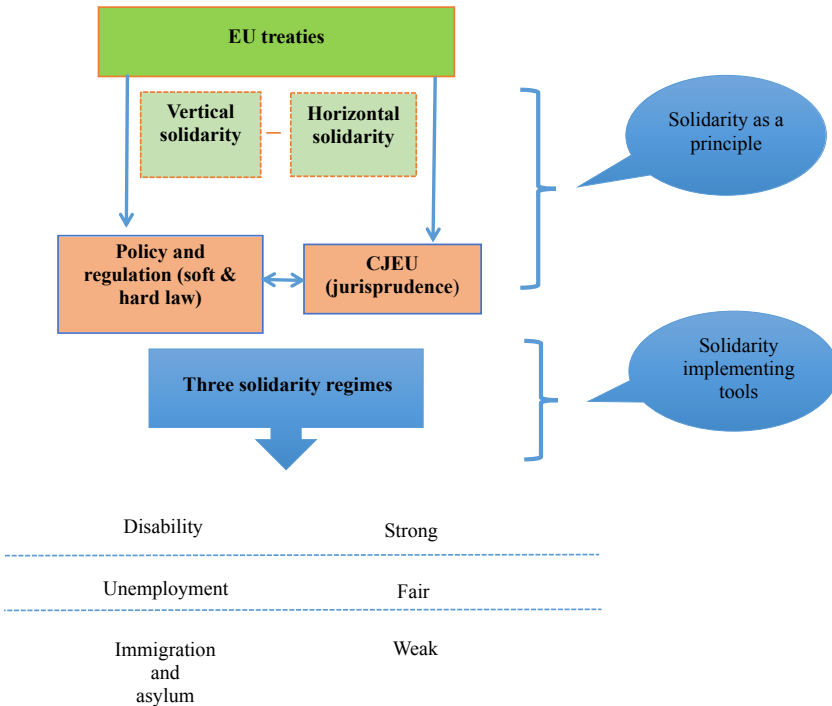 EU treaties
Vertical
solidarity
Horizontal
solidarity
Solidarity as a
principle
Policy and
regulation (soft &
hard law)
CJEU
(jurisprudence)
Three solidarity regimes
Solidarity
implementing
tools
Disability
Strong
Unemployment
Fair
Immigration
and
asylum
Weak